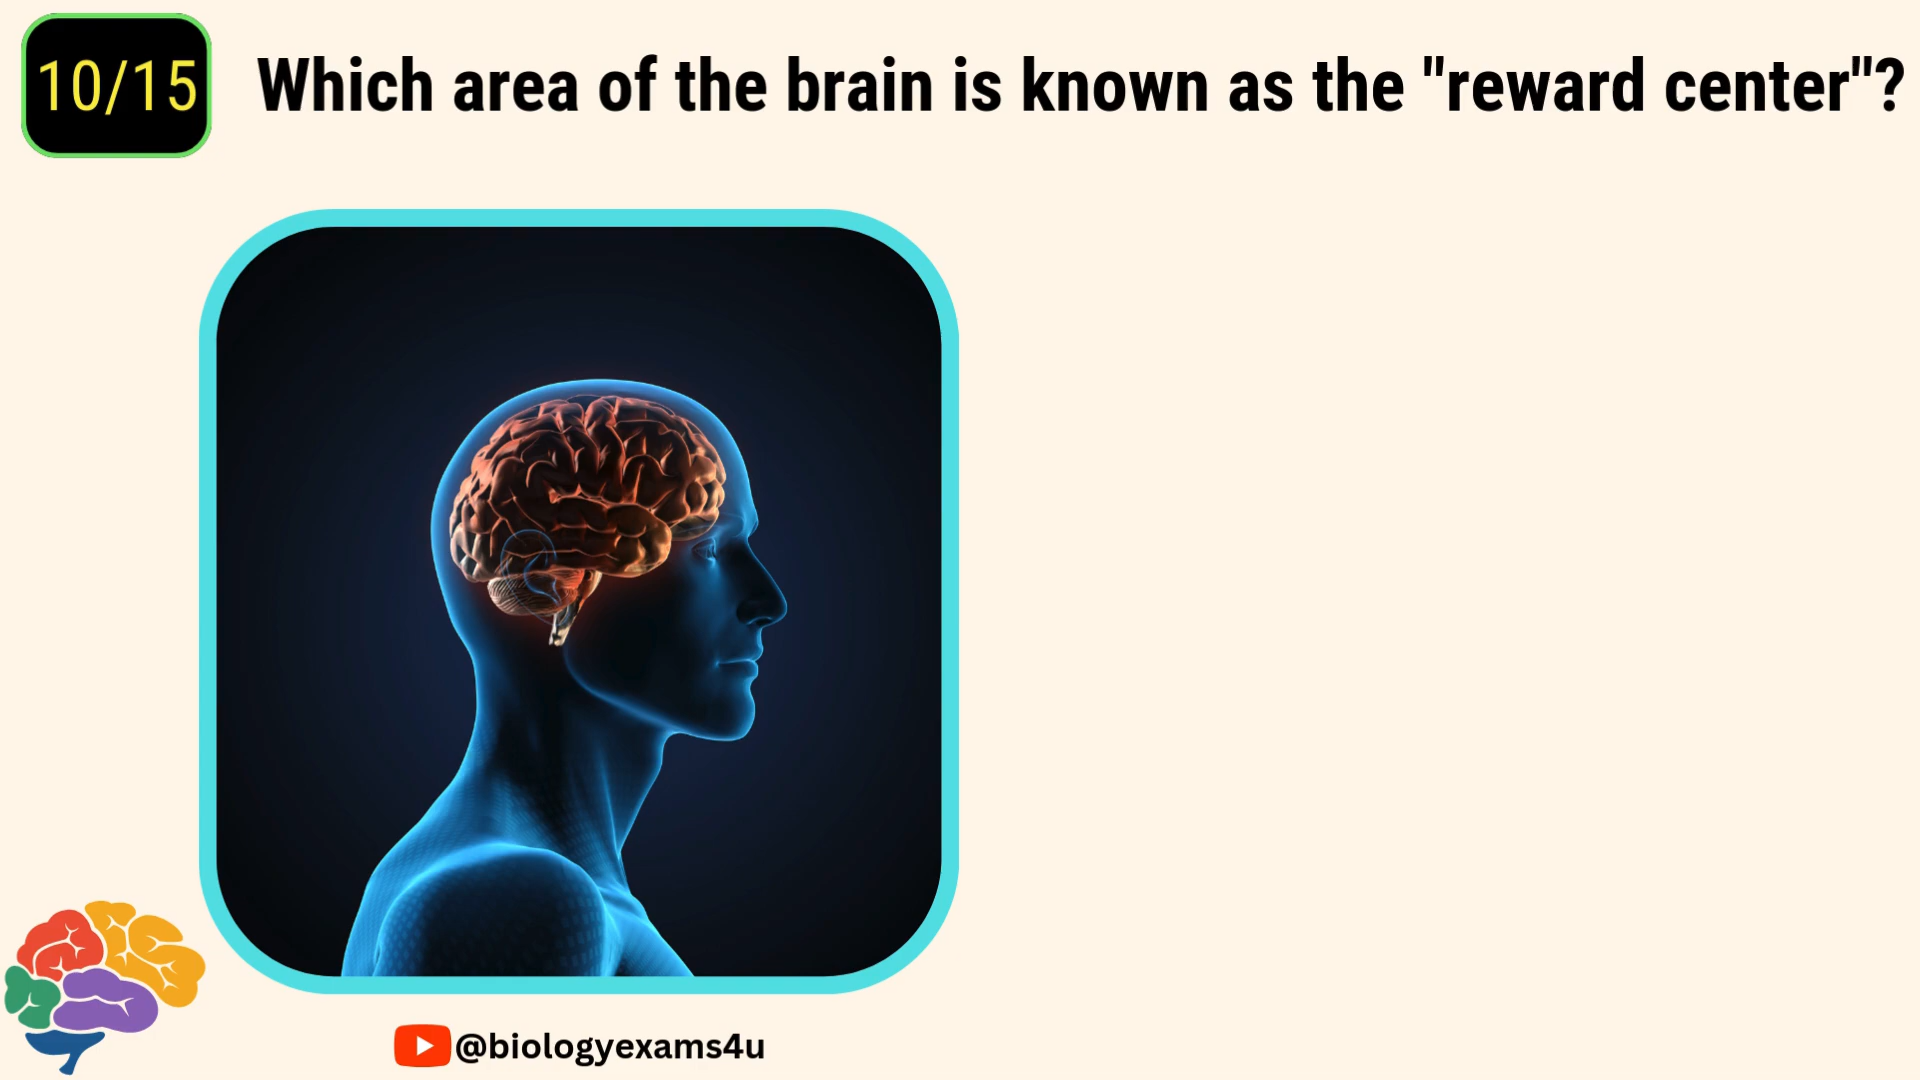 10/15
Which area of the brain is known as the "reward center"?
@biologyexams4u